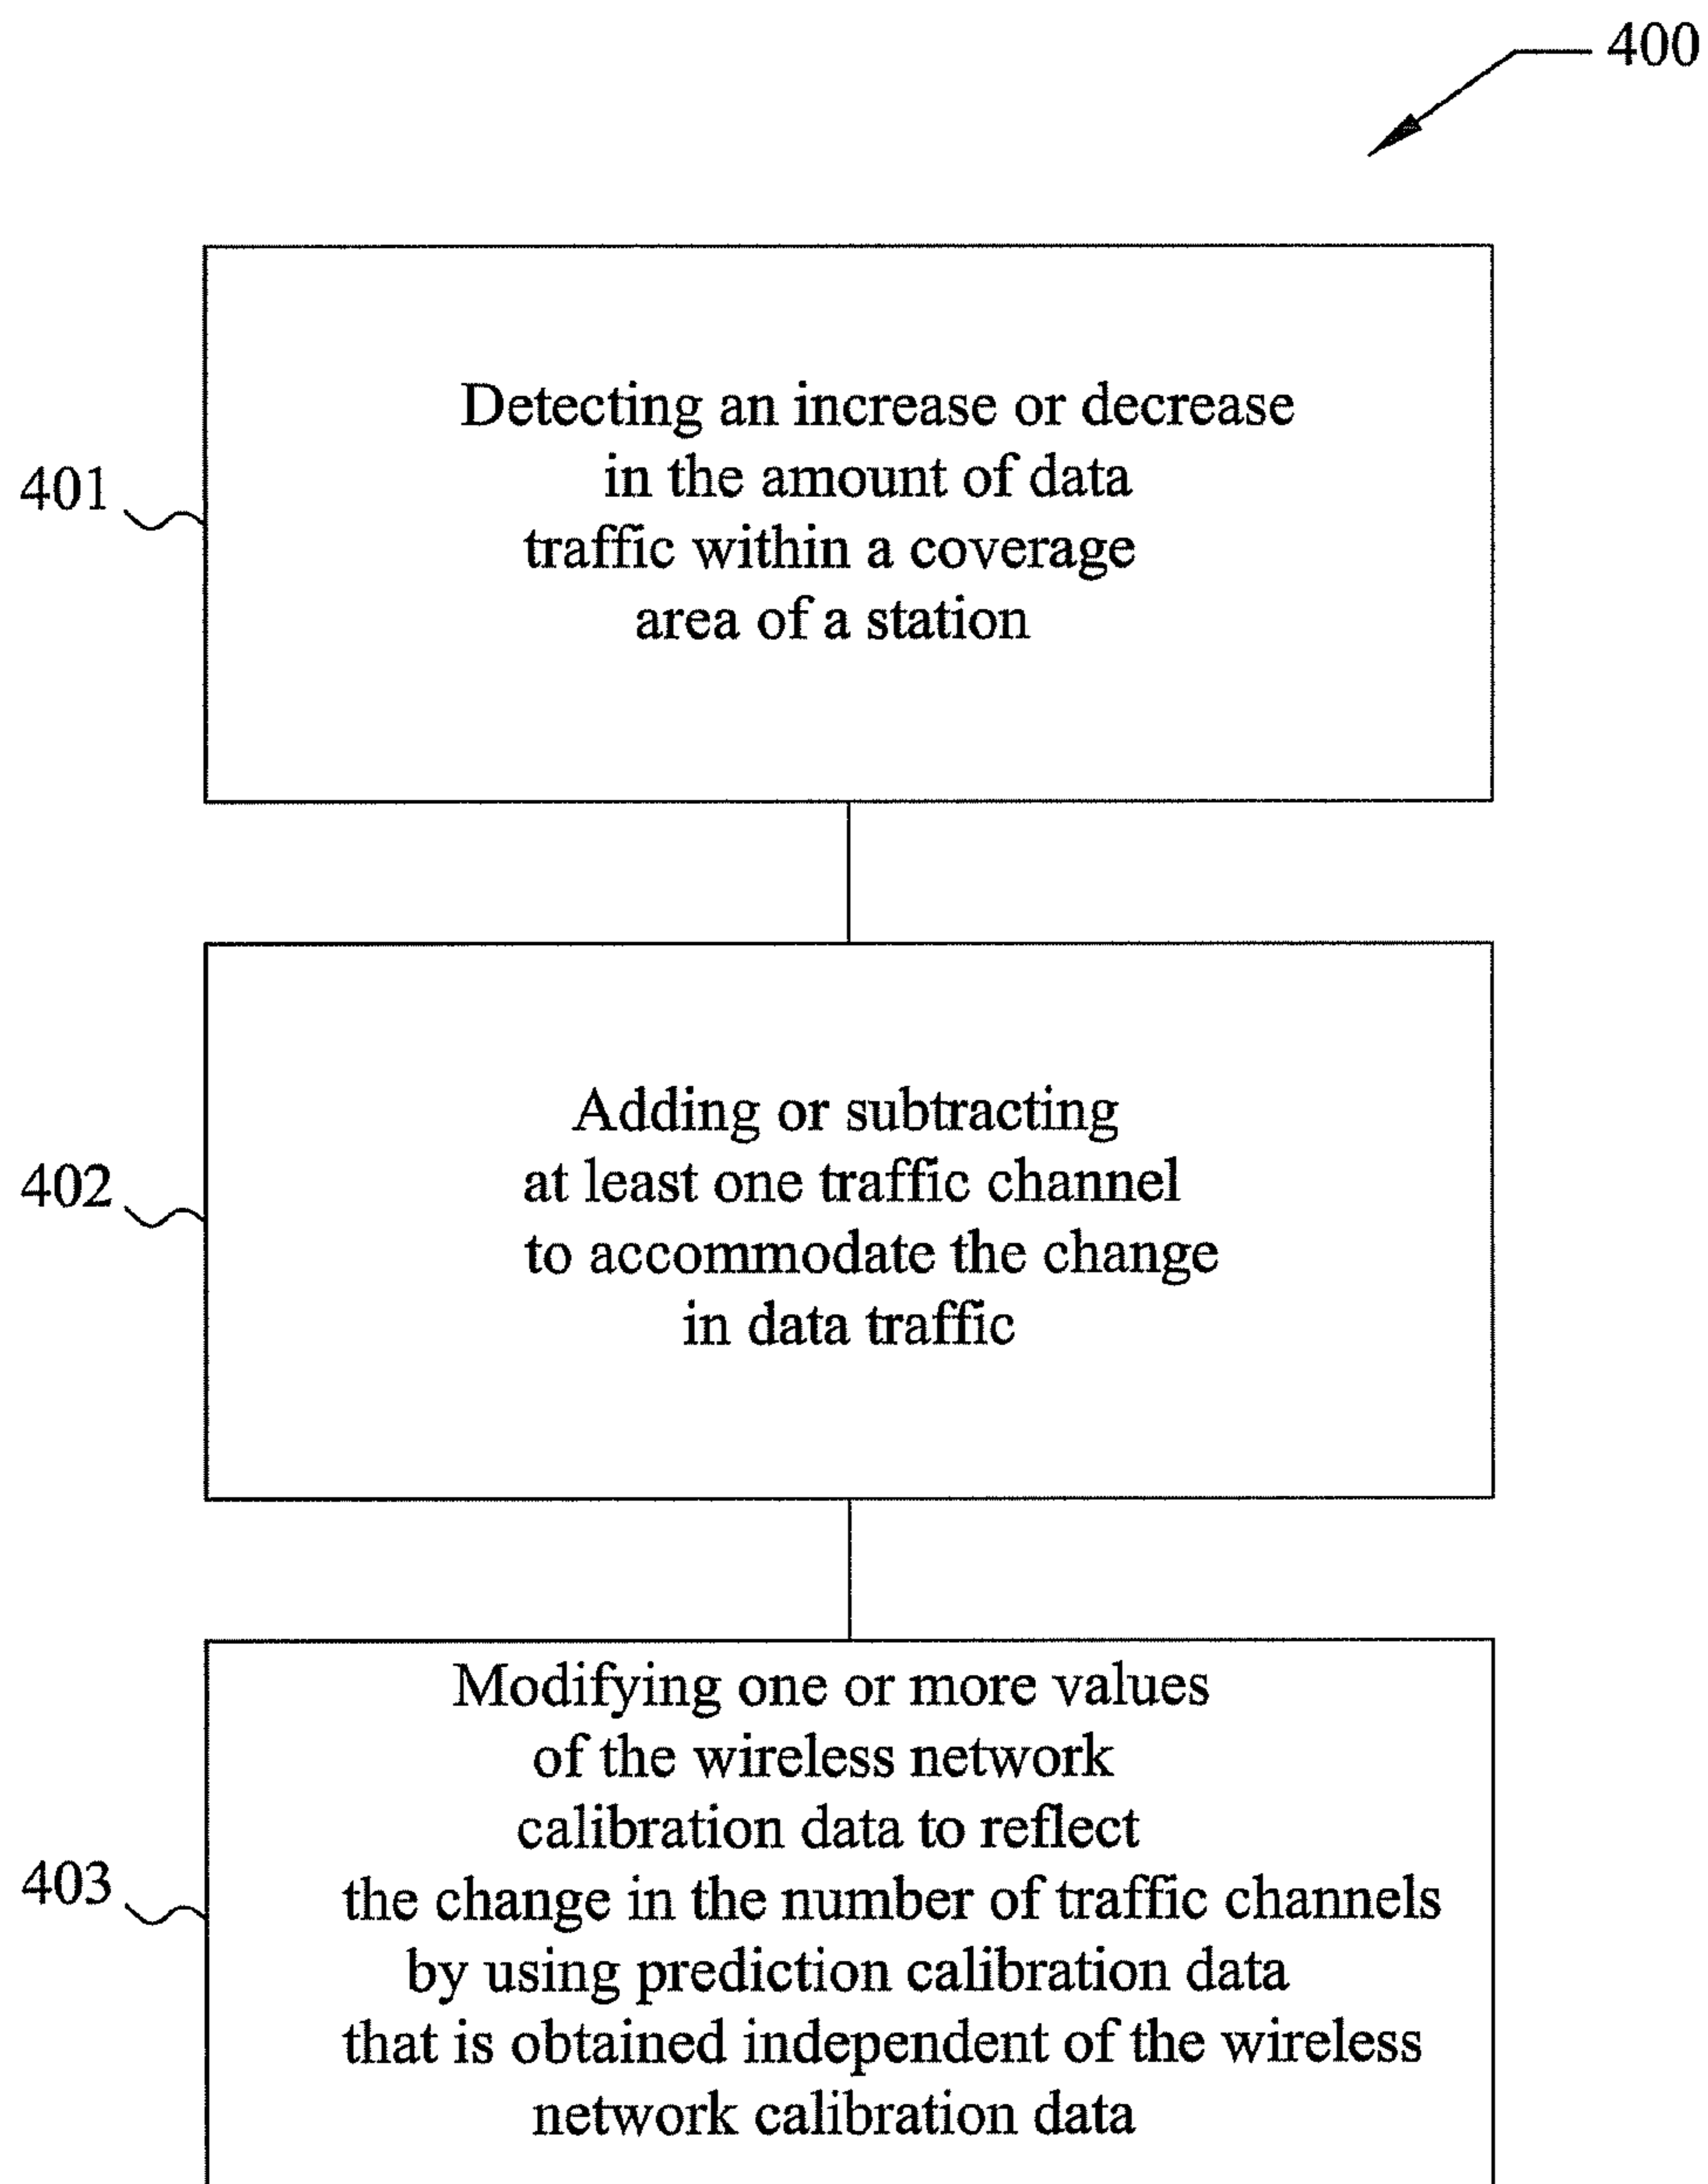 400
Detecting an increase or decrease
in the amount of data
traffic within a coverage
area of a station
401
Adding or subtracting
at least one traffic channel
to accommodate the change
in data traffic
402
Modifying one or more values
of the wireless network
calibration data to reflect
the change in the number of traffic channels
by using prediction calibration data
that is obtained independent of the wireless
network calibration data
403